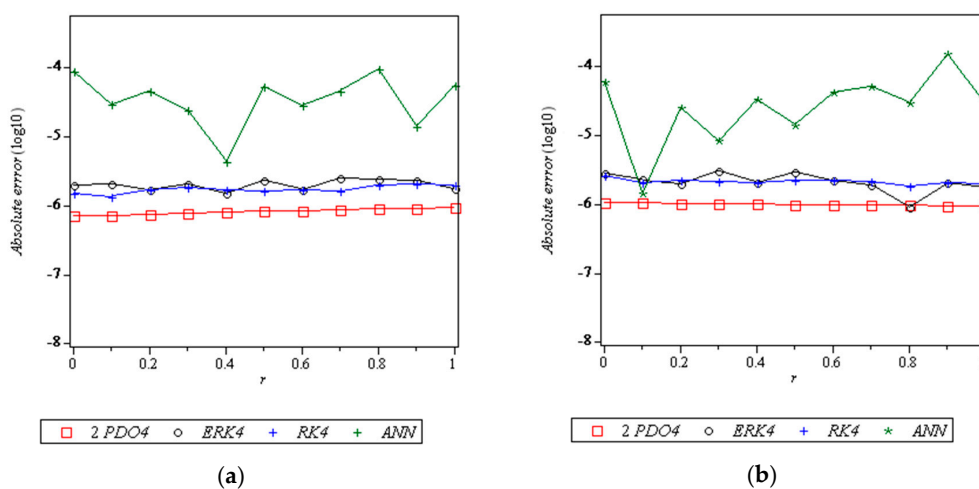 -4
-5
-6
-7
-8
Absolute errror (log10)
0 0.2 0.4 0.6 0.8 1
r
2 PDO4 ERK4 RK4 ANN
(a)
-4
-5
-6
-7
-8
Absolute errror (log10)
0 0.2 0.4 0.6 0.8
r
2 PDO4 ERK4 RK4 ANN
(b)